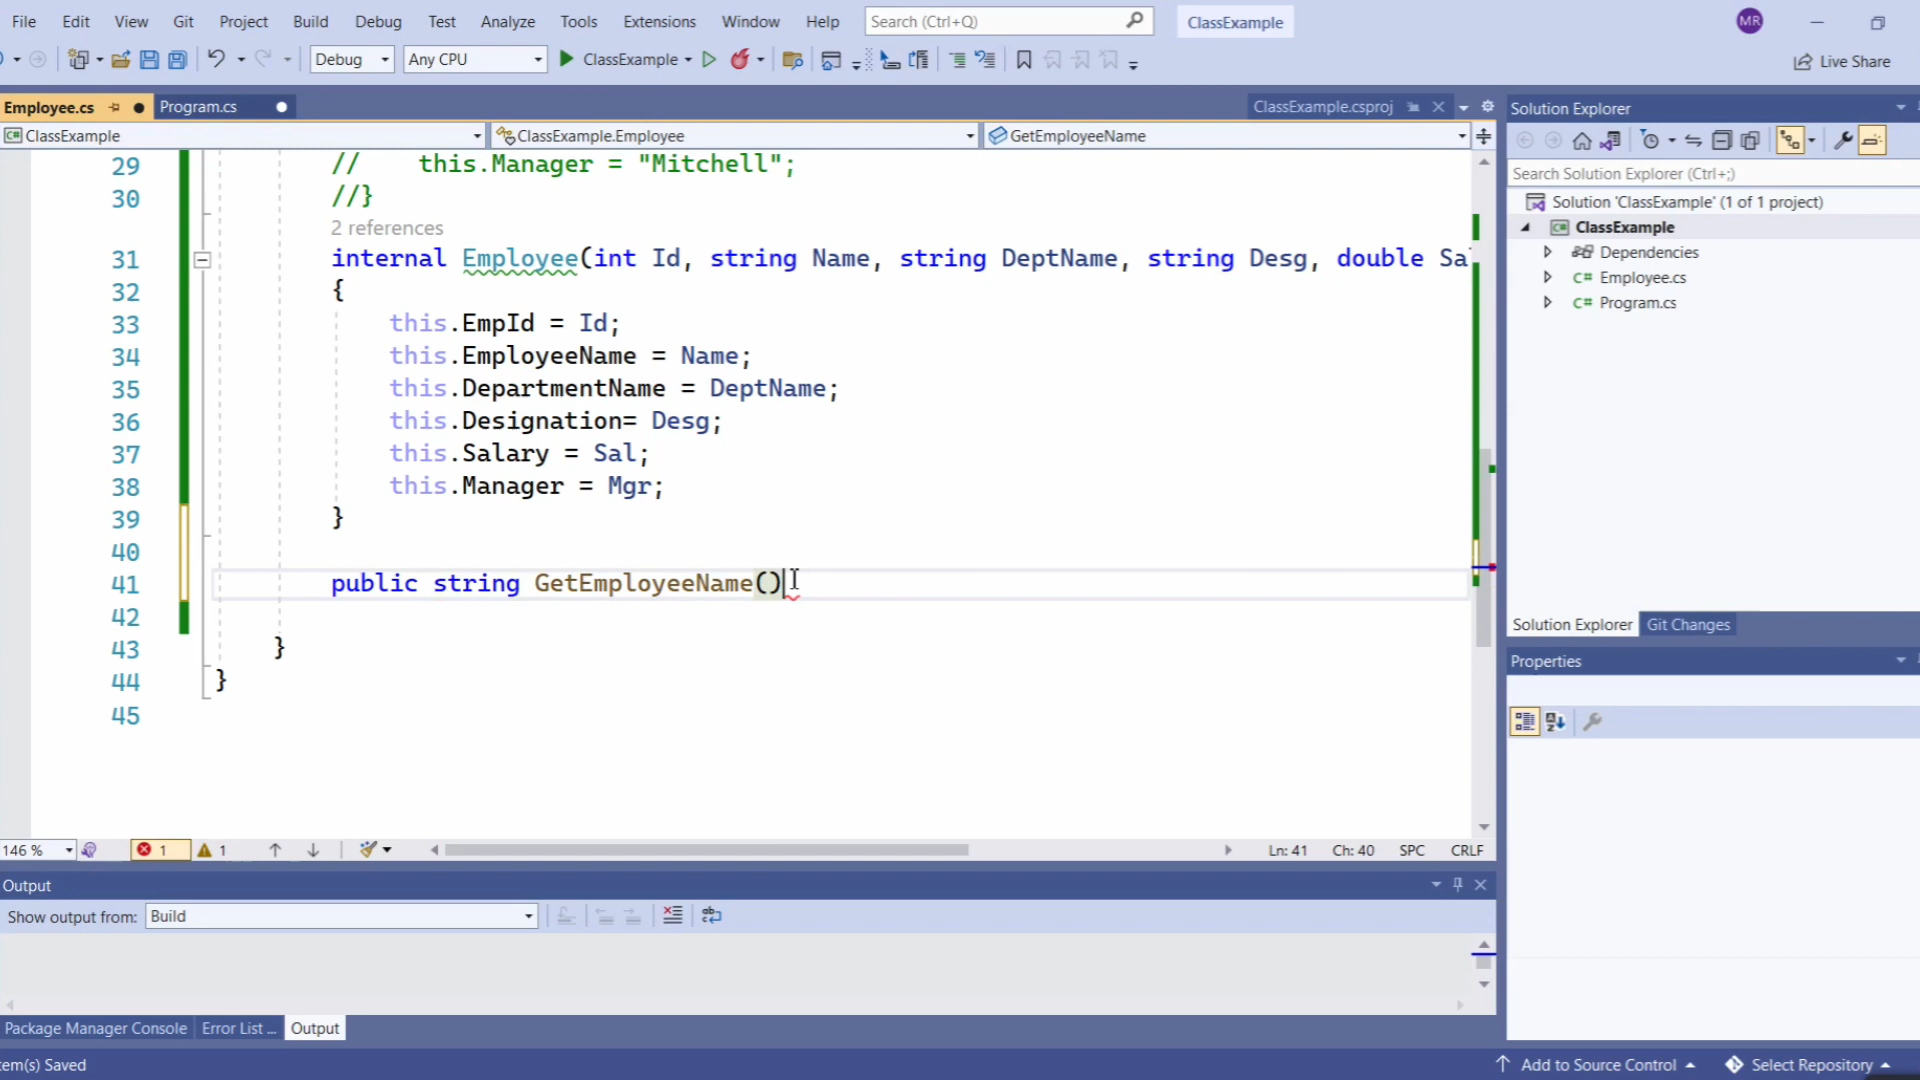 File Edit View Git Project Build Debug Test Analyze Tools Extensions Window Help Search (Ctrl+Q) ClassExample MR
Debug Any CPU ClassExample Live Share
Employee.cs Program.cs ClassExample.csproj
ClassExample ClassExample.Employee GetEmployeeName
29 // this.Manager = "Mitchell";
30 //}
2 references
31 internal Employee(int Id, string Name, string DeptName, string Desg, double Sal
32 {
33 this.EmpId = Id;
34 this.EmployeeName = Name;
35 this.DepartmentName = DeptName;
36 this.Designation= Desg;
37 this.Salary = Sal;
38 this.Manager = Mgr;
39 }
40
41 public string GetEmployeeName()
42
43 }
44 }
45
146 % 1 1 Ln: 41 Ch: 40 SPC CRLF
Output
Show output from: Build
Package Manager Console Error List ... Output
Solution Explorer
Search Solution Explorer (Ctrl+;)
Solution 'ClassExample' (1 of 1 project)
ClassExample
Dependencies
C# Employee.cs
C# Program.cs
Solution Explorer Git Changes
Properties
em(s) Saved Add to Source Control Select Repository